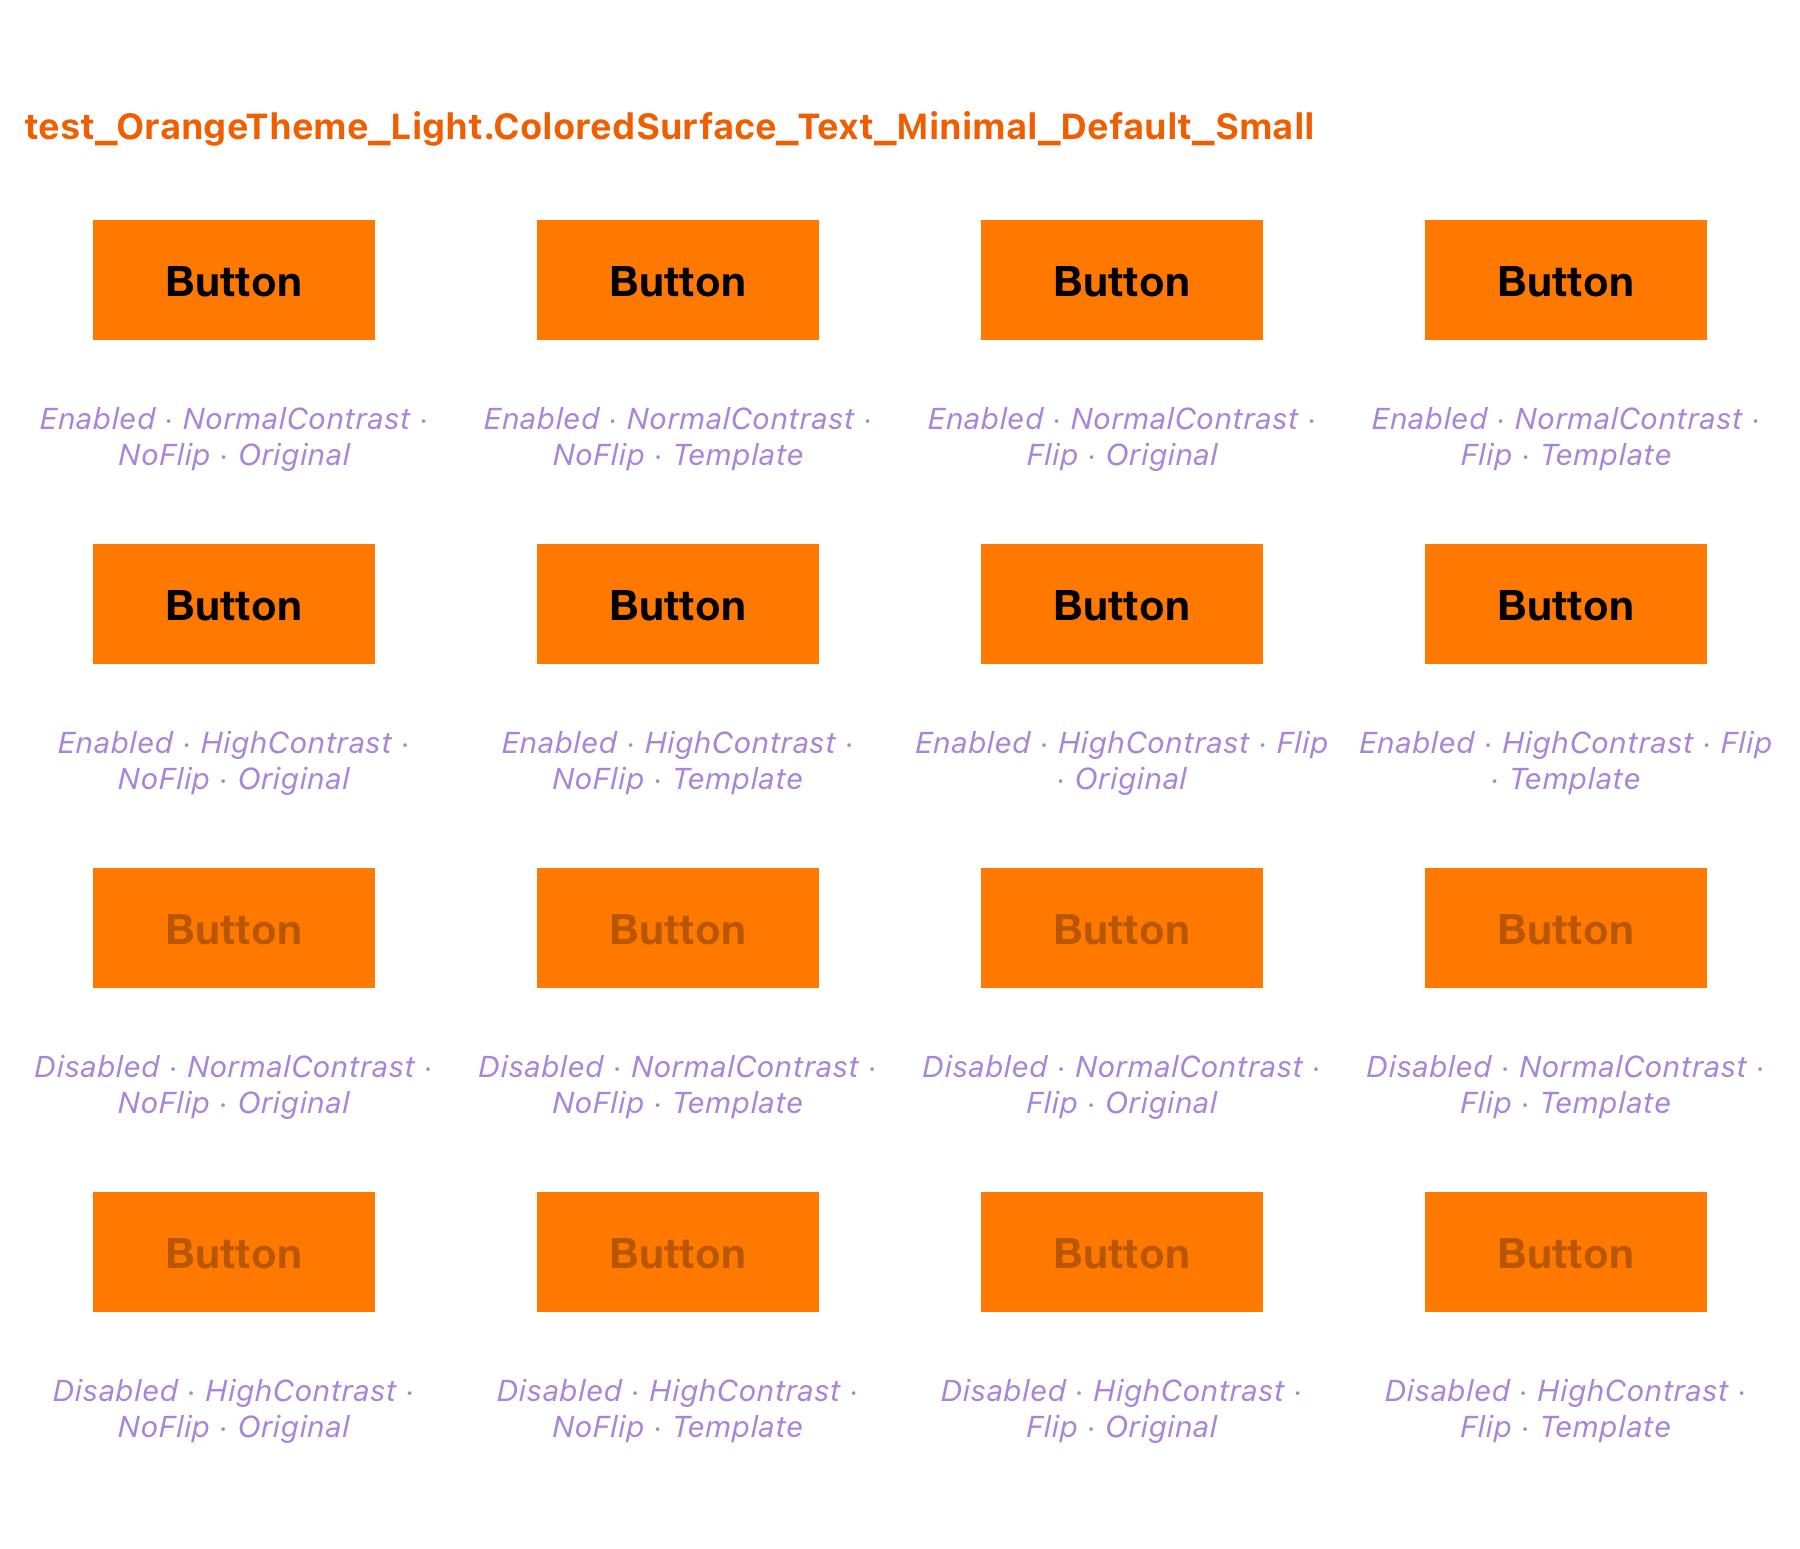 test_OrangeTheme_Light.ColoredSurface_Text_Minimal_Default_Small
Button Button Button Button
Enabled · NormalContrast ·
NoFlip · Original
Enabled · NormalContrast ·
NoFlip · Template
Enabled · NormalContrast ·
Flip · Original
Enabled · NormalContrast ·
Flip · Template
Button Button Button Button
Enabled · HighContrast ·
NoFlip · Original
Enabled · HighContrast ·
NoFlip · Template
Enabled · HighContrast · Flip
· Original
Enabled · HighContrast · Flip
· Template
Button Button Button Button
Disabled · NormalContrast ·
NoFlip · Original
Disabled · NormalContrast ·
NoFlip · Template
Disabled · NormalContrast ·
Flip · Original
Disabled · NormalContrast ·
Flip · Template
Button Button Button Button
Disabled · HighContrast ·
NoFlip · Original
Disabled · HighContrast ·
NoFlip · Template
Disabled · HighContrast ·
Flip · Original
Disabled · HighContrast ·
Flip · Template